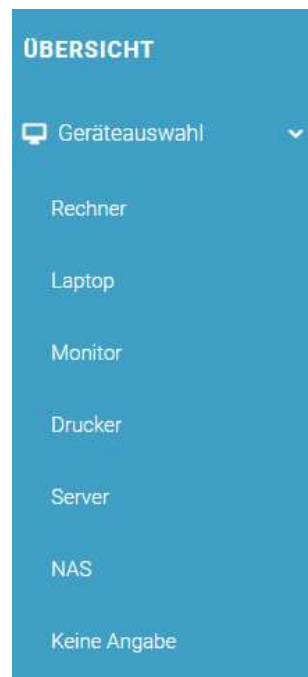 ÜBERSICHT
Geräteauswahl
Rechner
Laptop
Monitor
Drucker
Server
NAS
Keine Angabe